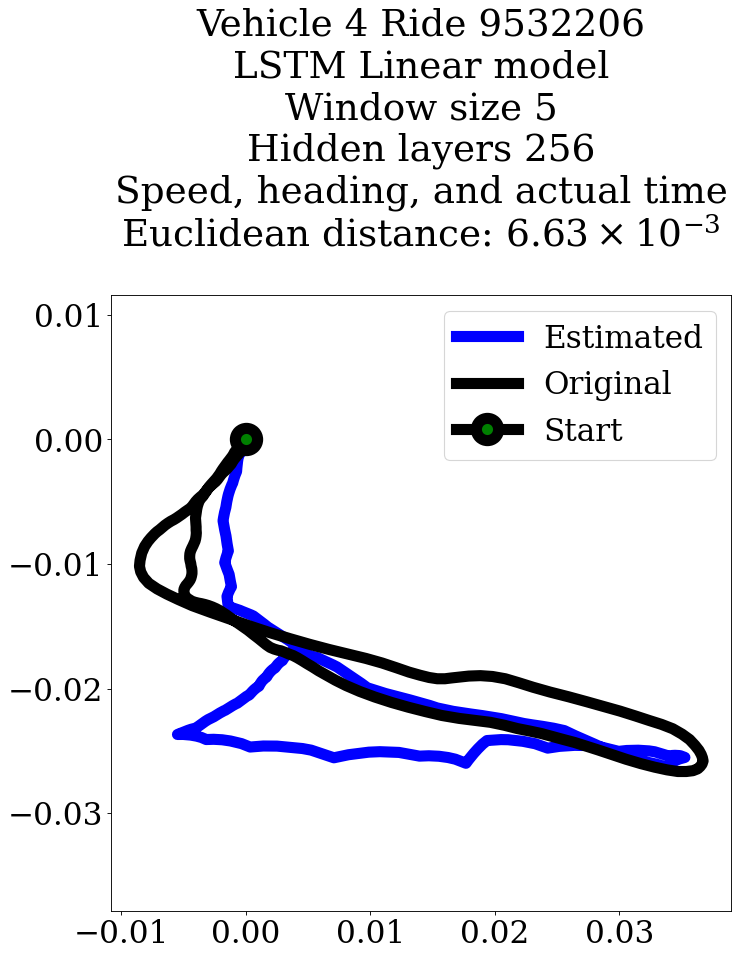 Vehicle 4 Ride 9532206
LSTM Linear model
Window size 5
Hidden layers 256
Speed, heading, and actual time
Euclidean distance: 6.63 × 10⁻³
Estimated
Original
Start
0.01
0.00
−0.01
−0.02
−0.03
−0.01 0.00 0.01 0.02 0.03